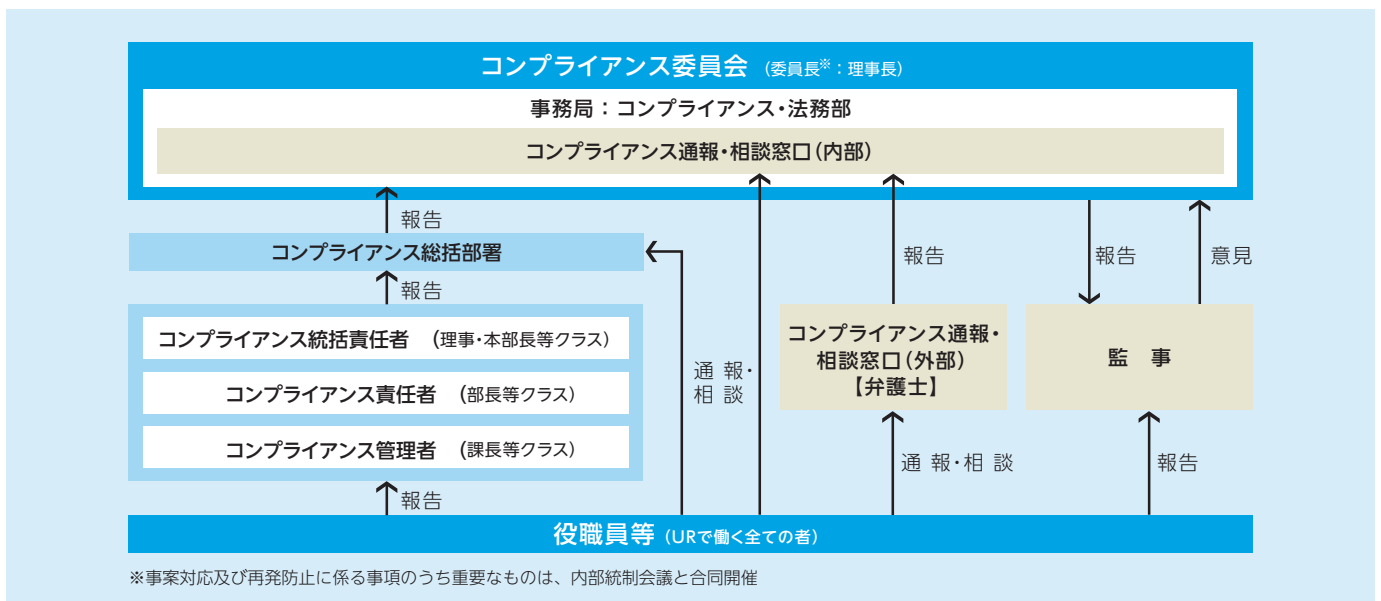 コンプライアンス委員会 (委員長※:理事長)
事務局:コンプライアンス・法務部
コンプライアンス通報・相談窓口(内部)
報告
コンプライアンス総括部署
報告
報告
報告
意見
コンプライアンス統括責任者 (理事・本部長等クラス)
コンプライアンス責任者 (部長等クラス)
コンプライアンス管理者 (課長等クラス)
通報・
相談
コンプライアンス通報・
相談窓口(外部)
【弁護士】
監事
報告
通報・相談
報告
役職員等 (URで働く全ての者)
※事案対応及び再発防止に係る事項のうち重要なものは、内部統制会議と合同開催